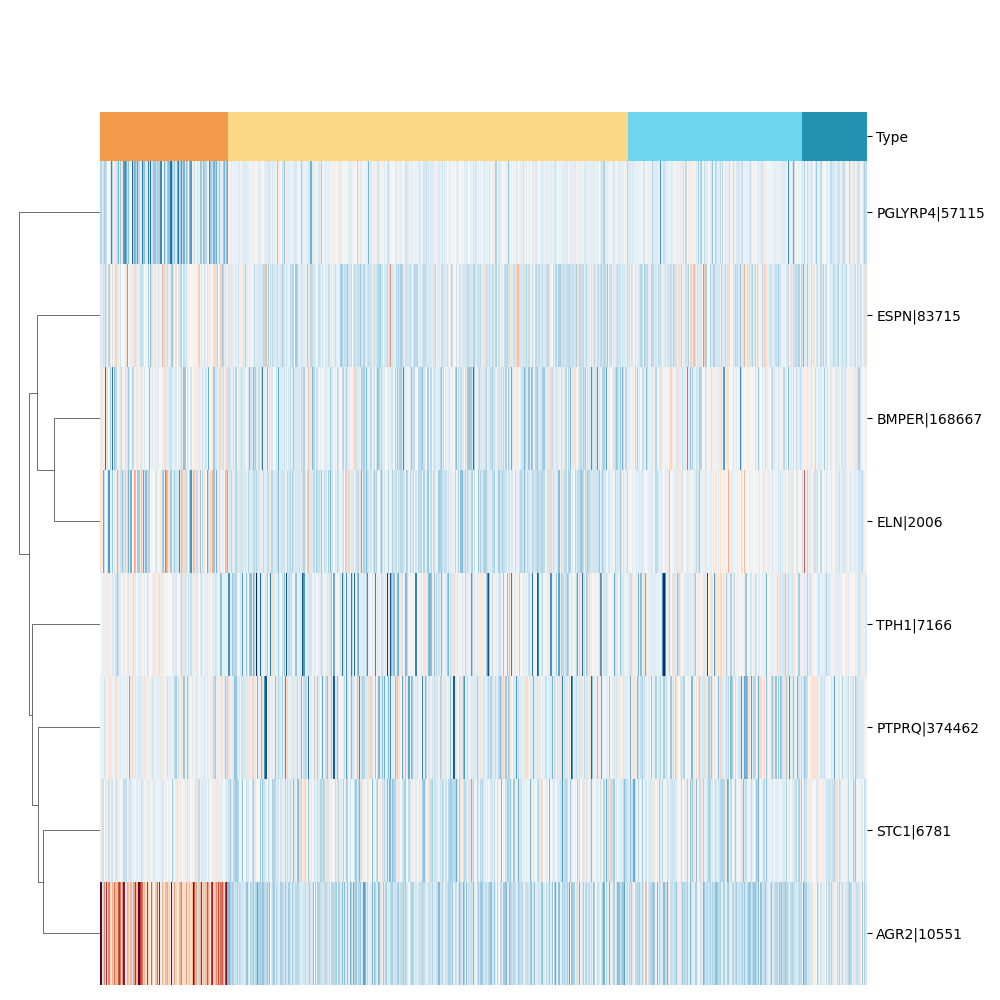 Type
PGLYRP4|57115
ESPN|83715
BMPER|168667
ELN|2006
TPH1|7166
PTPRQ|374462
STC1|6781
AGR2|10551